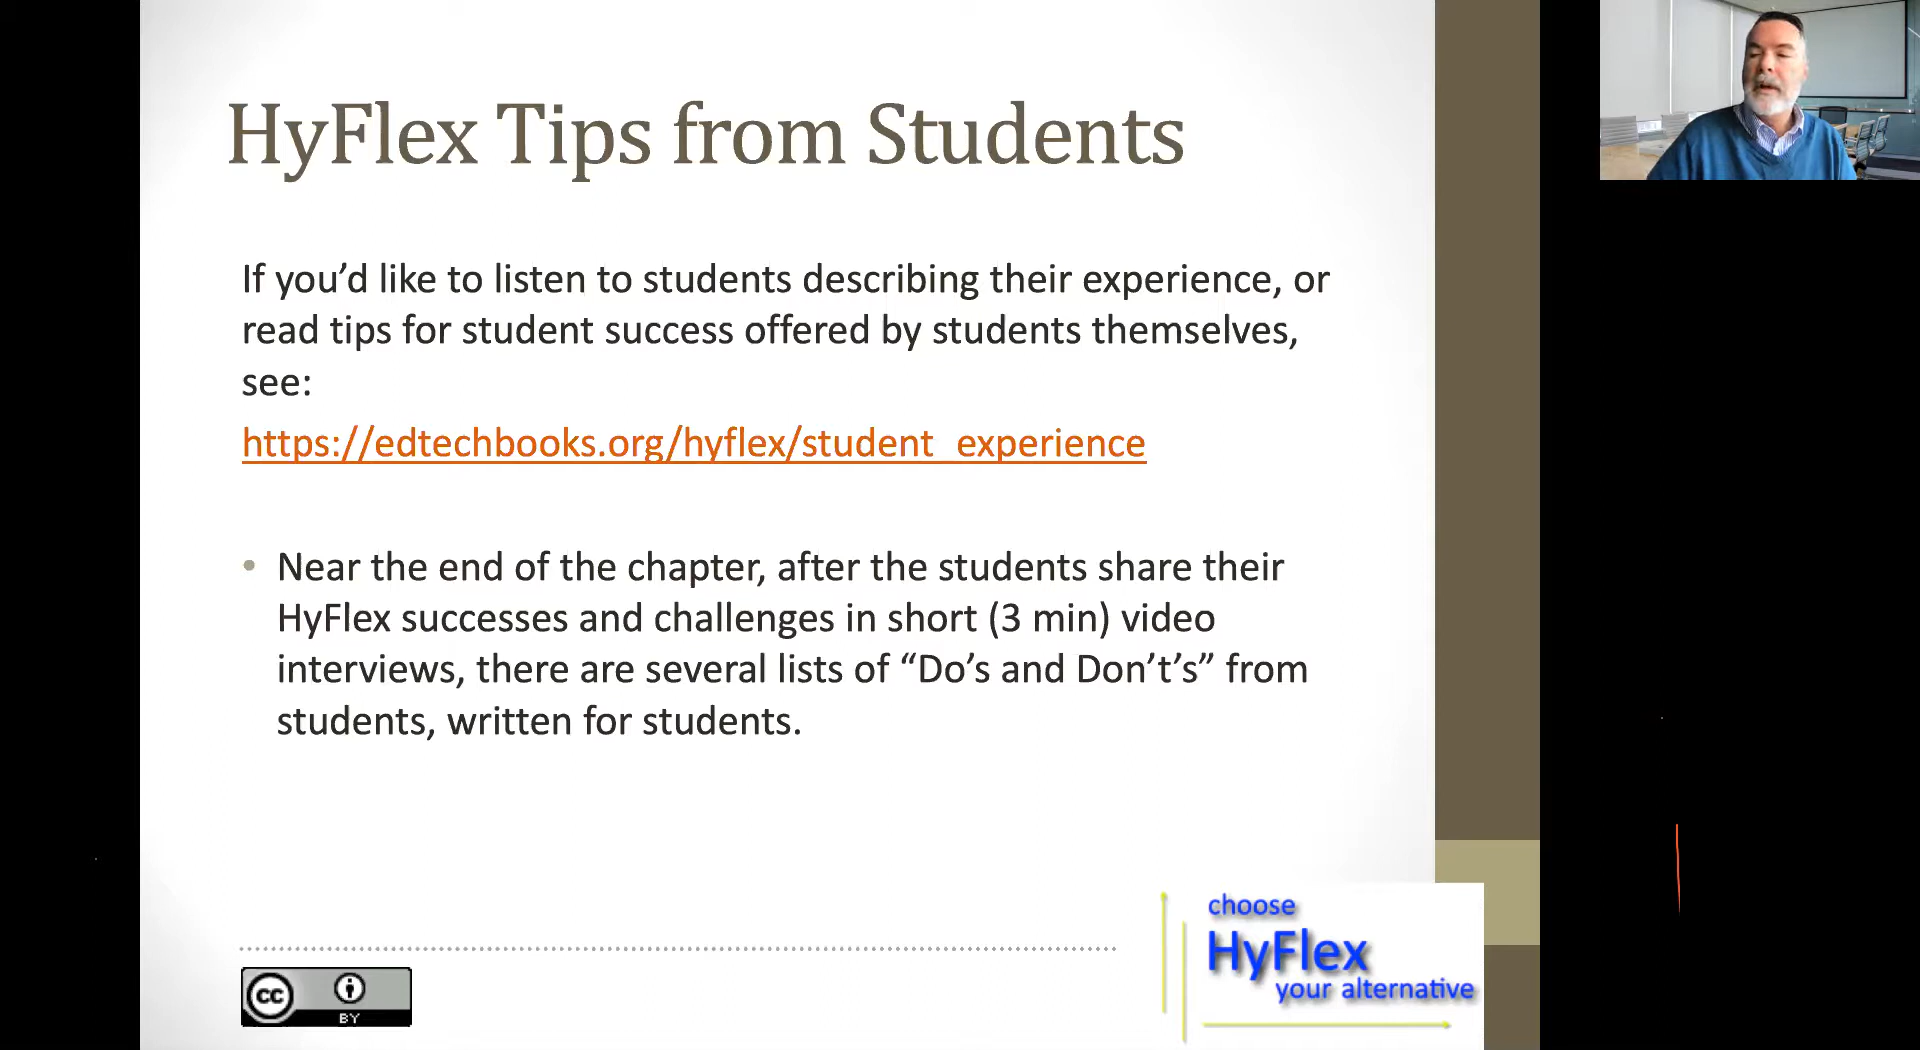 HyFlex Tips from Students
If you’d like to listen to students describing their experience, or
read tips for student success offered by students themselves,
see:
https://edtechbooks.org/hyflex/student_experience
• Near the end of the chapter, after the students share their
HyFlex successes and challenges in short (3 min) video
interviews, there are several lists of “Do’s and Don’t’s” from
students, written for students.
choose
HyFlex
your alternative
cc
BY